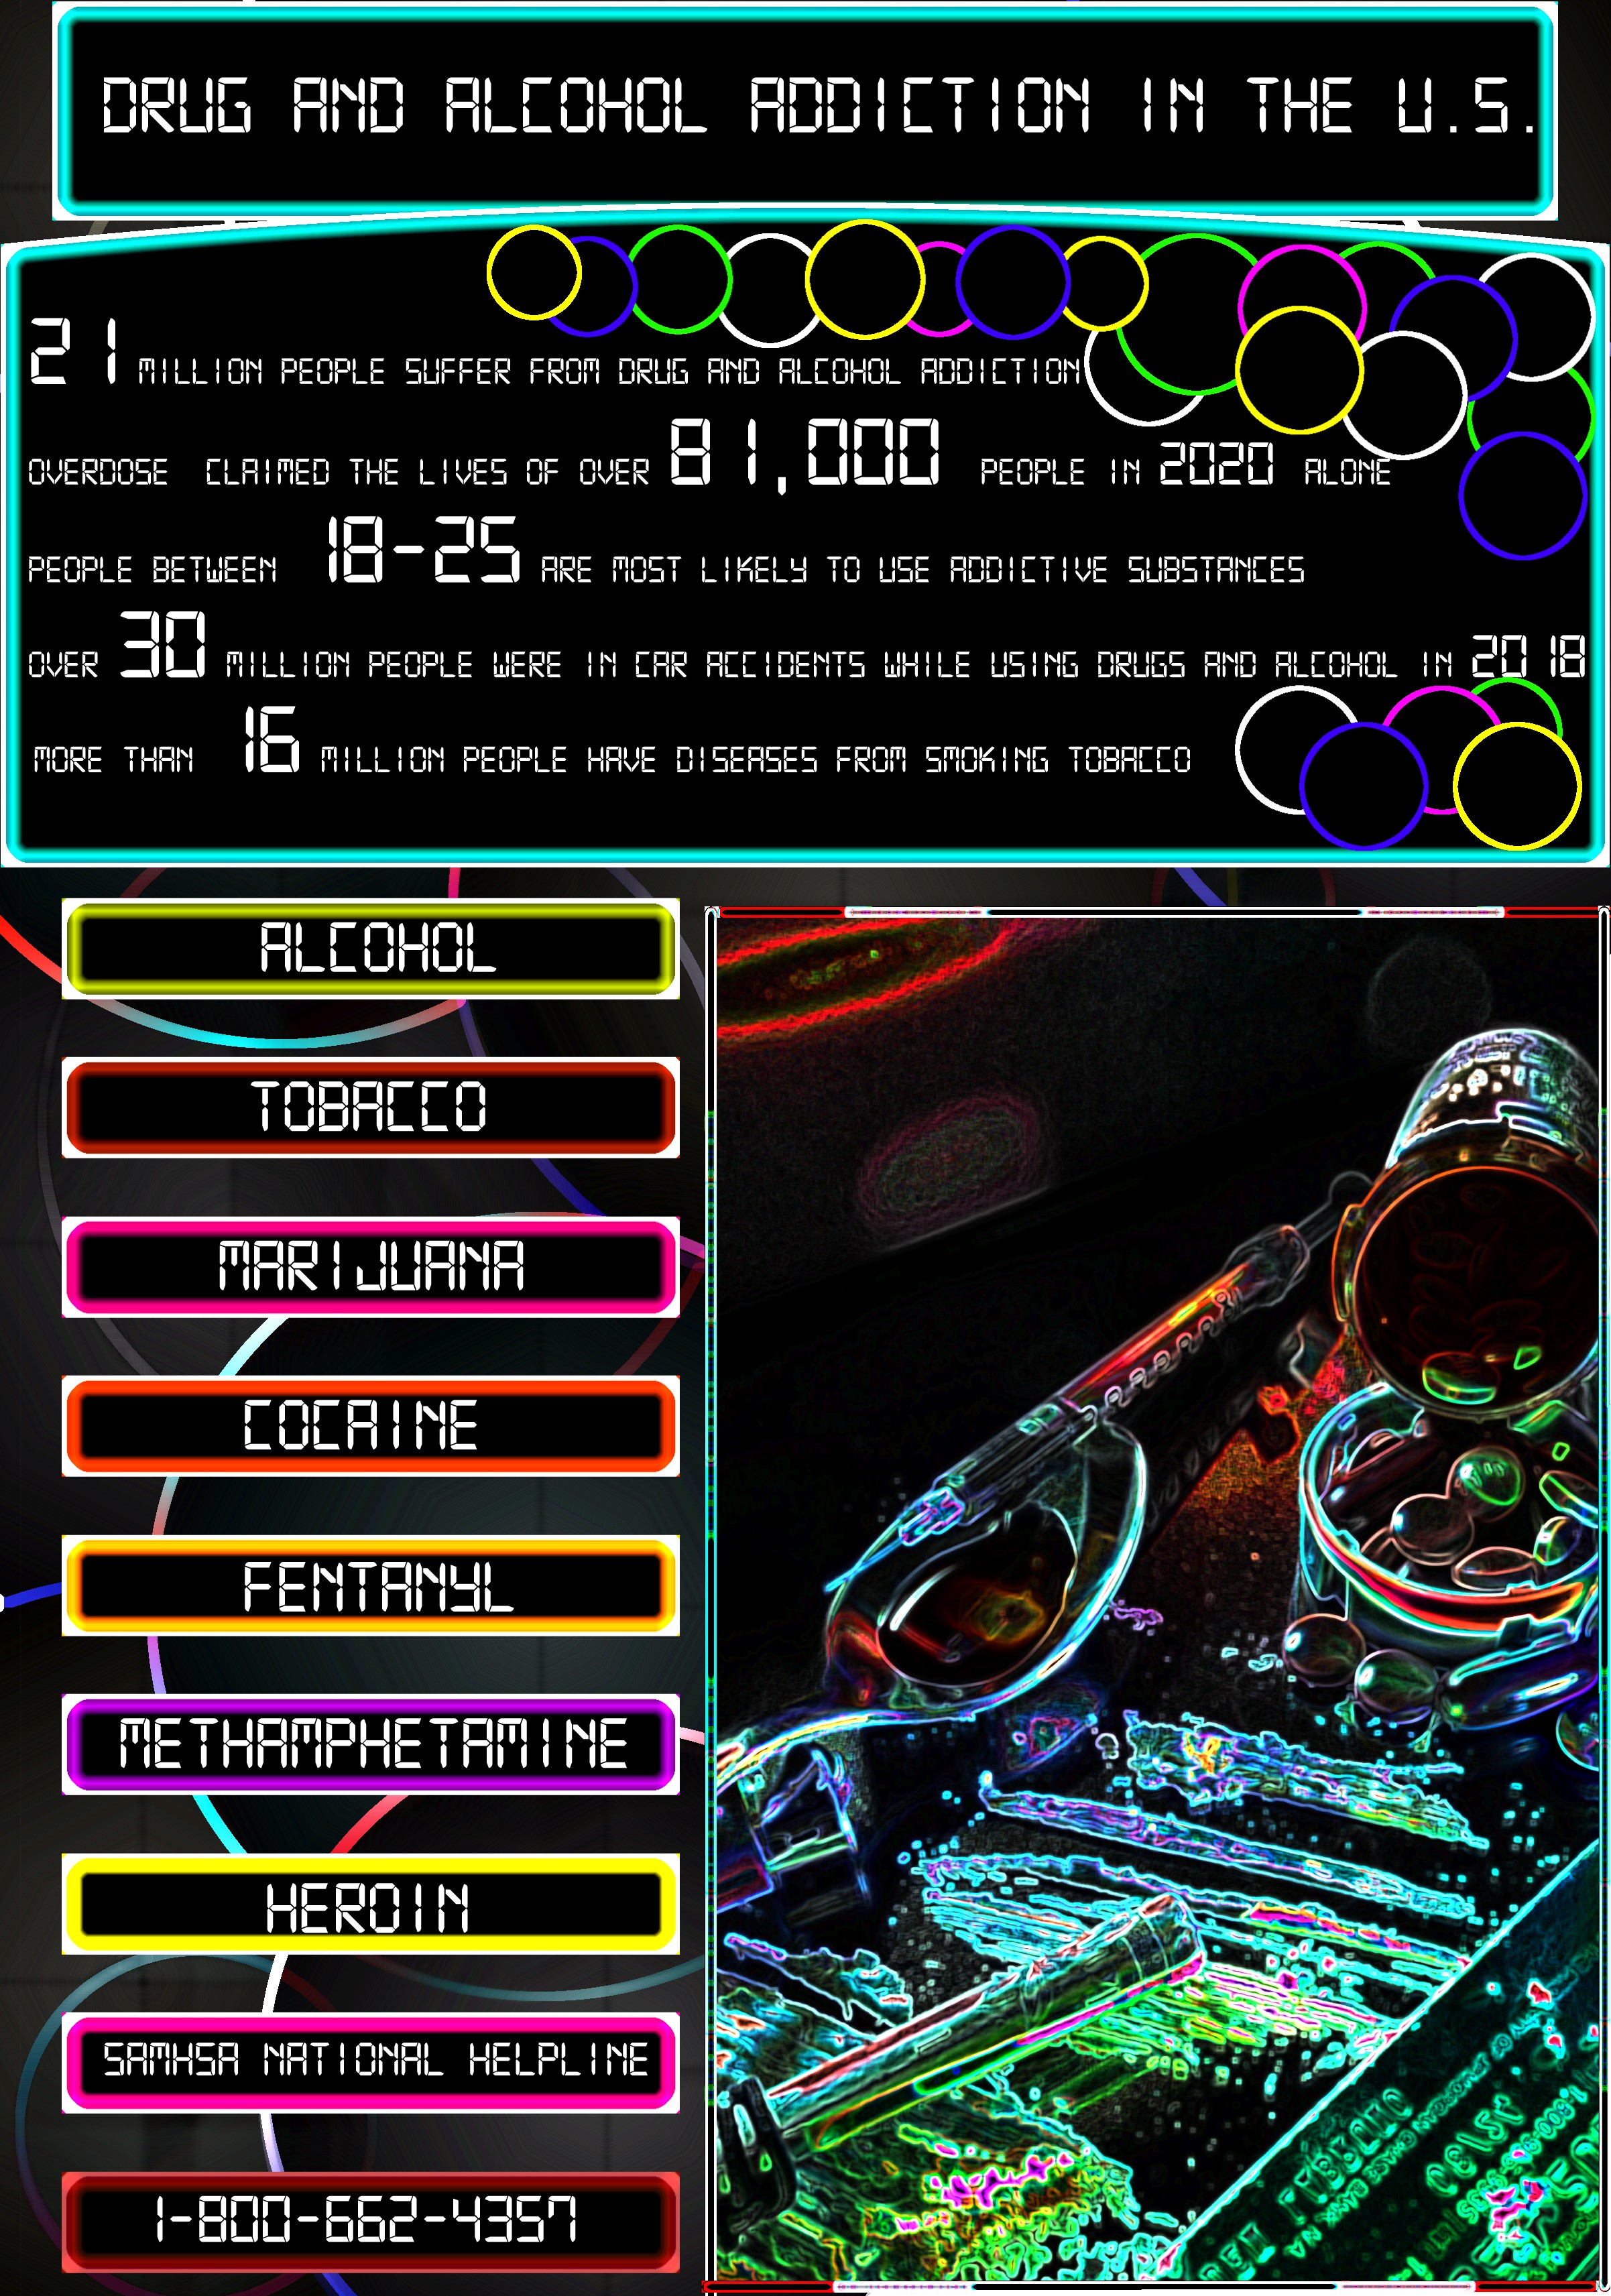 DRUG AND ALCOHOL ADDICTION IN THE U.S.
21 MILLION PEOPLE SUFFER FROM DRUG AND ALCOHOL ADDICTION
OVERDOSE CLAIMED THE LIVES OF OVER 81,000 PEOPLE IN 2020 ALONE
PEOPLE BETWEEN 18-25 ARE MOST LIKELY TO USE ADDICTIVE SUBSTANCES
OVER 30 MILLION PEOPLE WERE IN CAR ACCIDENTS WHILE USING DRUGS AND ALCOHOL IN 2018
MORE THAN 16 MILLION PEOPLE HAVE DISEASES FROM SMOKING TOBACCO
ALCOHOL
TOBACCO
MARIJUANA
COCAINE
FENTANYL
METHAMPHETAMINE
HEROIN
SAMHSA NATIONAL HELPLINE
1-800-662-4357